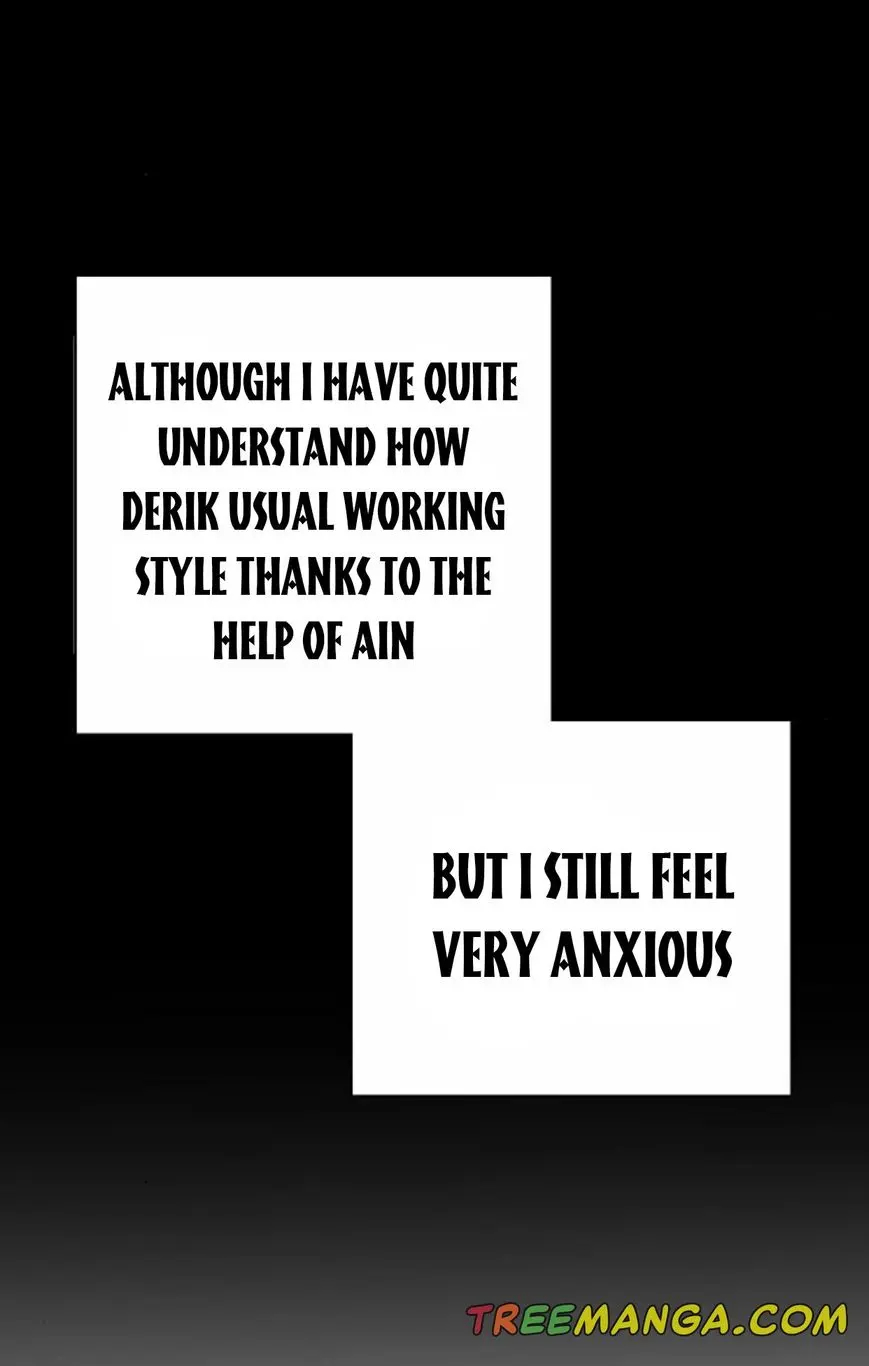 ALTHOUGH I HAVE QUITE
UNDERSTAND HOW
DERIK USUAL WORKING
STYLE THANKS TO THE
HELP OF AIN
BUT I STILL FEEL
VERY ANXIOUS
TREEMANGA.COM